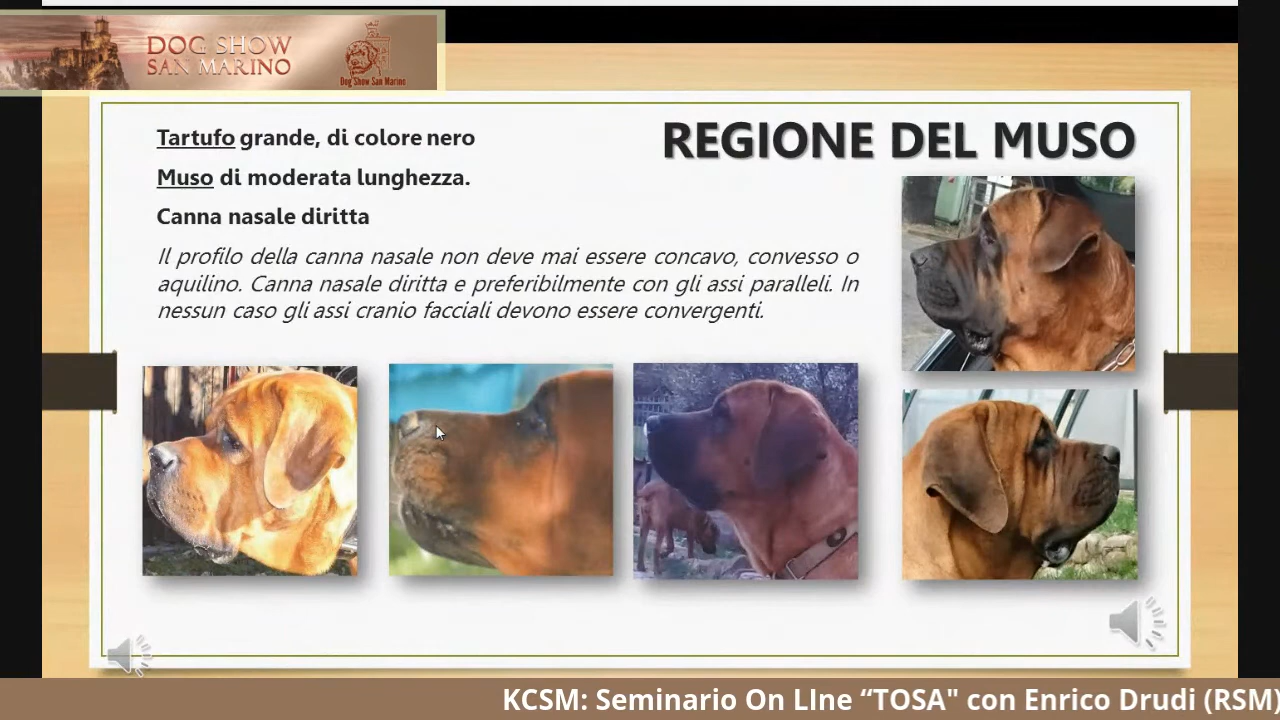 DOG SHOW
SAN MARINO
Dog Show San Marino
REGIONE DEL MUSO
Tartufo grande, di colore nero
Muso di moderata lunghezza.
Canna nasale diritta
Il profilo della canna nasale non deve mai essere concavo, convesso o
aquilino. Canna nasale diritta e preferibilmente con gli assi paralleli. In
nessun caso gli assi cranio facciali devono essere convergenti.
KCSM: Seminario On LIne “TOSA" con Enrico Drudi (RSM)